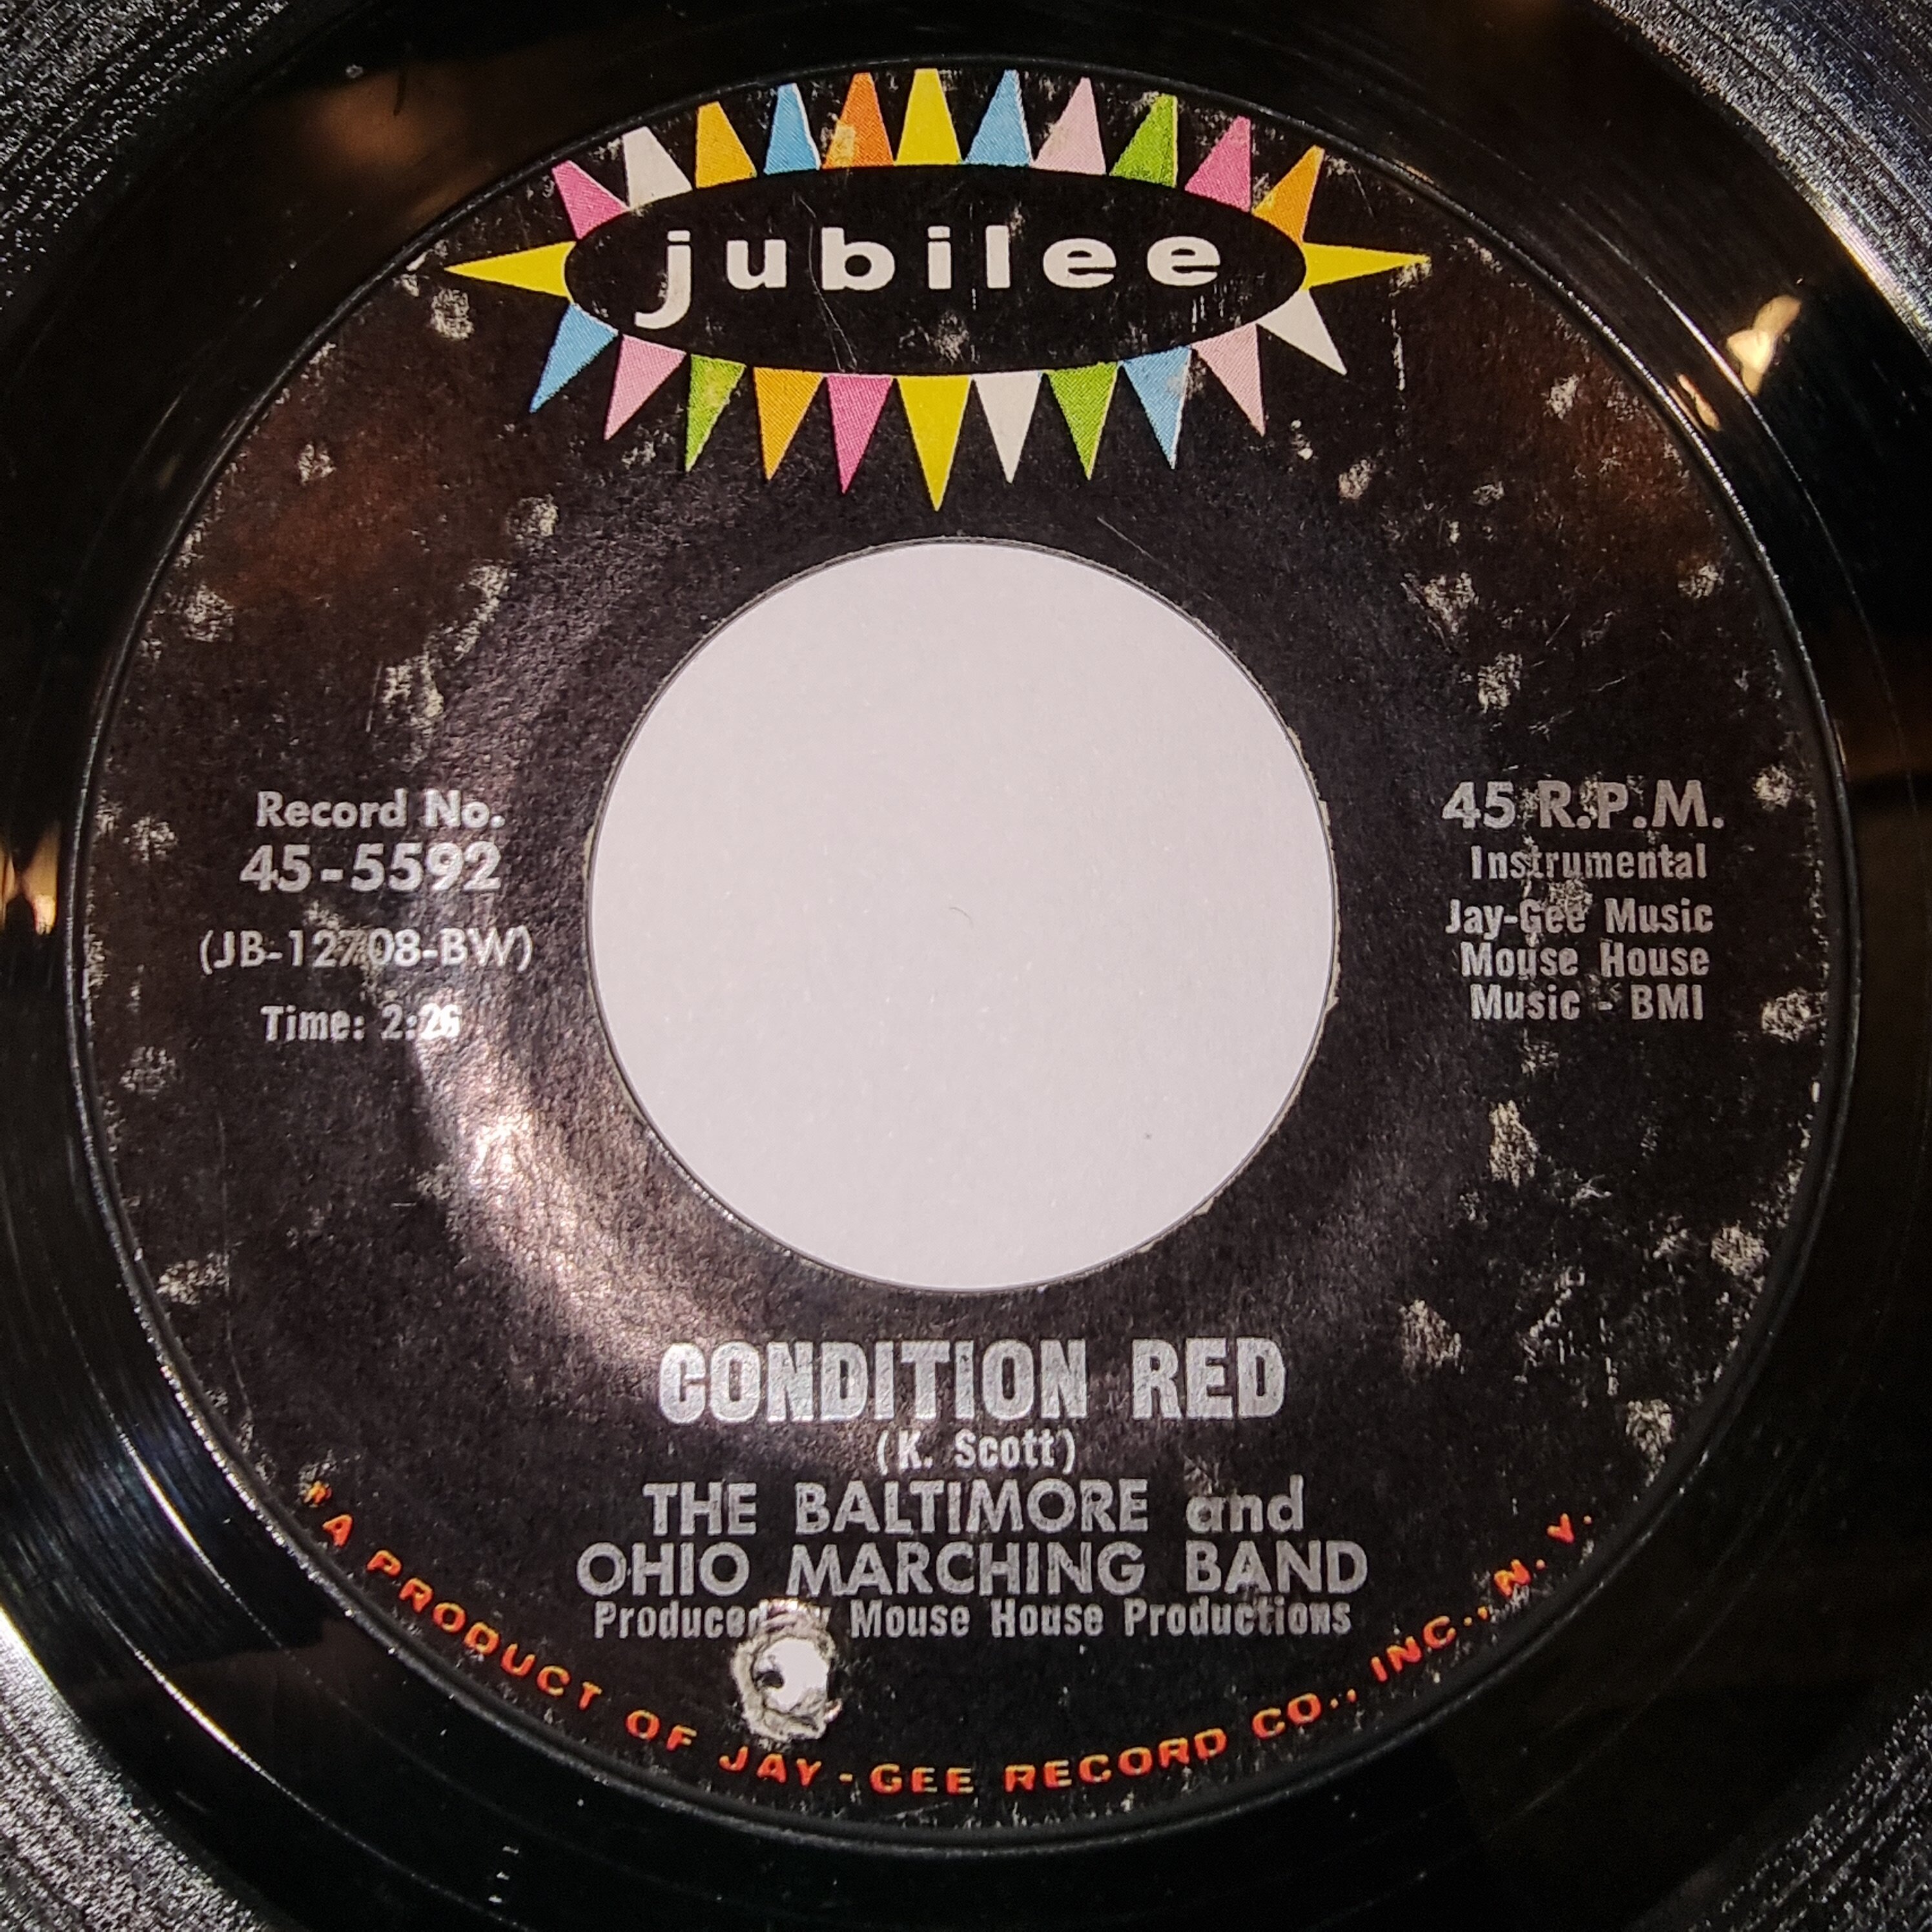 jubilee
Record No.
45-5592
(JB-12708-BW)
Time: 2:26
45 R.P.M.
Instrumental
Jay-Gee Music
Mouse House
Music - BMI
CONDITION RED
(K. Scott)
THE BALTIMORE and
OHIO MARCHING BAND
Produced Mouse House Productions
"A PRODUCT OF JAY-GEE RECORD CO., INC., N. Y.